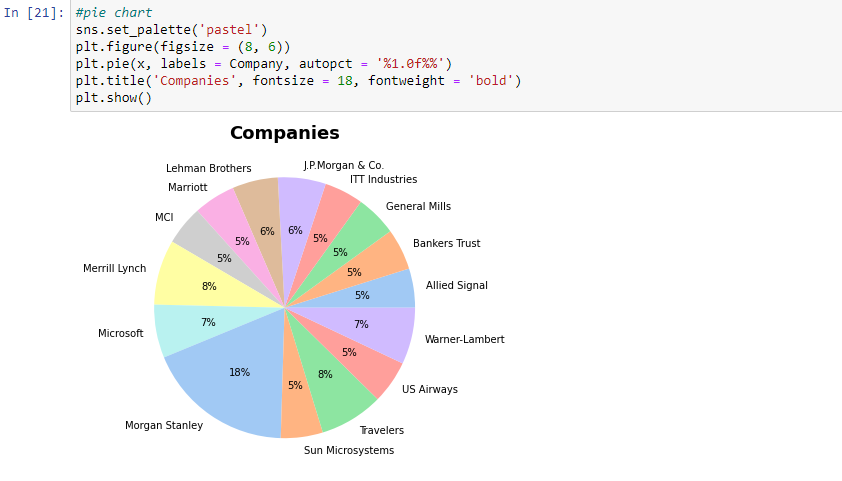 In [21]: #pie chart
sns.set_palette('pastel')
plt.figure(figsize = (8, 6))
plt.pie(x, labels = Company, autopct = '%1.0f%%')
plt.title('Companies', fontsize = 18, fontweight = 'bold')
plt.show()
Companies
J.P.Morgan & Co.
Lehman Brothers
ITT Industries
Marriott
General Mills
MCI
6% 6%
5%
5%
Bankers Trust
5%
5%
Merrill Lynch
5%
Allied Signal
8%
5%
7%
7%
Microsoft
Warner-Lambert
5%
18%
8%
5%
US Airways
Morgan Stanley
Travelers
Sun Microsystems